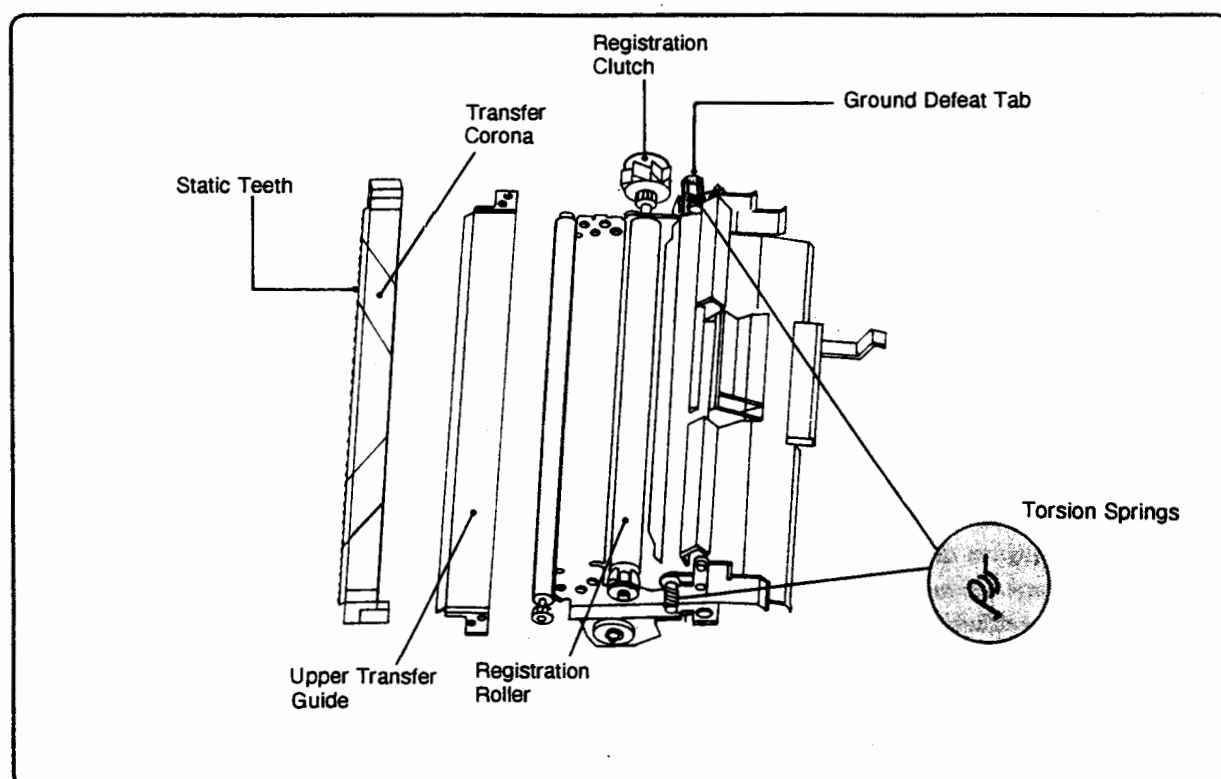 Registration
Clutch
Ground Defeat Tab
Transfer
Corona
Static Teeth
Torsion Springs
Upper Transfer
Guide
Registration
Roller